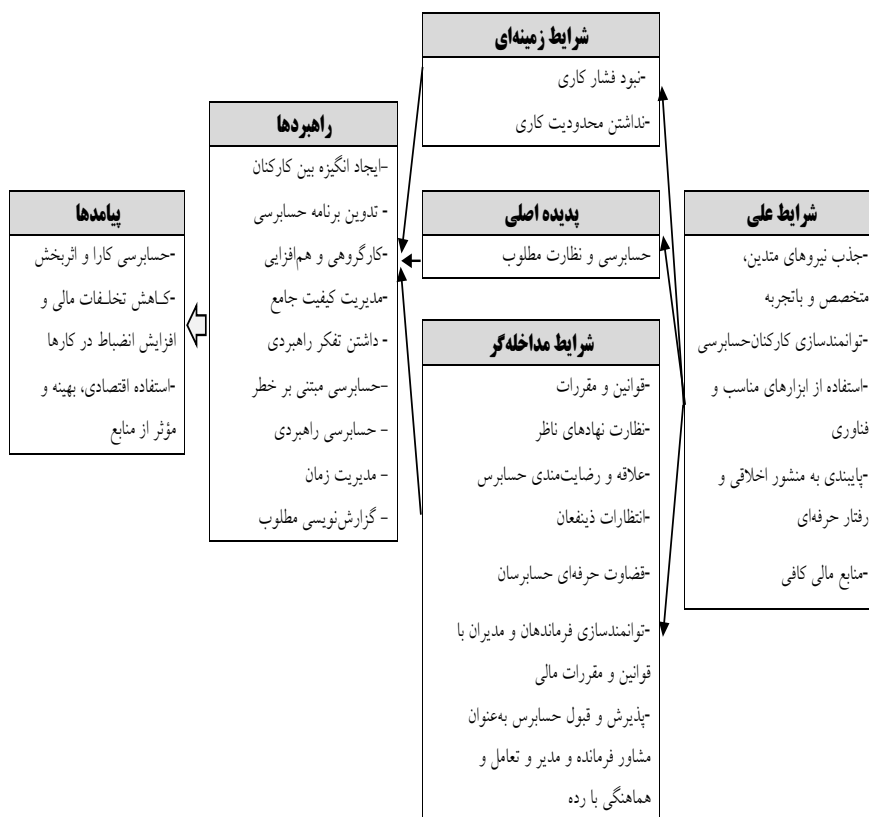 شرایط علی
-جذب نیروهای متدین،
متخصص و باتجربه
-توانمندسازی کارکنان‌حسابرسی
-استفاده از ابزارهای مناسب و
فناوری
-پایبندی به منشور اخلاقی و
رفتار حرفه‌ای
-منابع مالی کافی
شرایط زمینه‌ای
-نبود فشار کاری
-نداشتن محدودیت کاری
پدیده اصلی
حسابرسی و نظارت مطلوب
شرایط مداخله‌گر
-قوانین و مقررات
-نظارت نهادهای ناظر
-علاقه و رضایت‌مندی حسابرس
-انتظارات ذینفعان
-قضاوت حرفه‌ای حسابرسان
-توانمندسازی فرماندهان و مدیران با
قوانین و مقررات مالی
-پذیرش و قبول حسابرس به‌عنوان
مشاور فرمانده و مدیر و تعامل و
هماهنگی با رده
راهبردها
-ایجاد انگیزه بین کارکنان
- تدوین برنامه حسابرسی
-کارگروهی و هم‌افزایی
-مدیریت کیفیت جامع
- داشتن تفکر راهبردی
-حسابرسی مبتنی بر خطر
- حسابرسی راهبردی
- مدیریت زمان
- گزارش‌نویسی مطلوب
پیامدها
-حسابرسی کارا و اثربخش
-کـاهش تخلـفات مالی و
افزایش انضباط در کارها
-استفاده اقتصادی، بهینه و
مؤثر از منابع